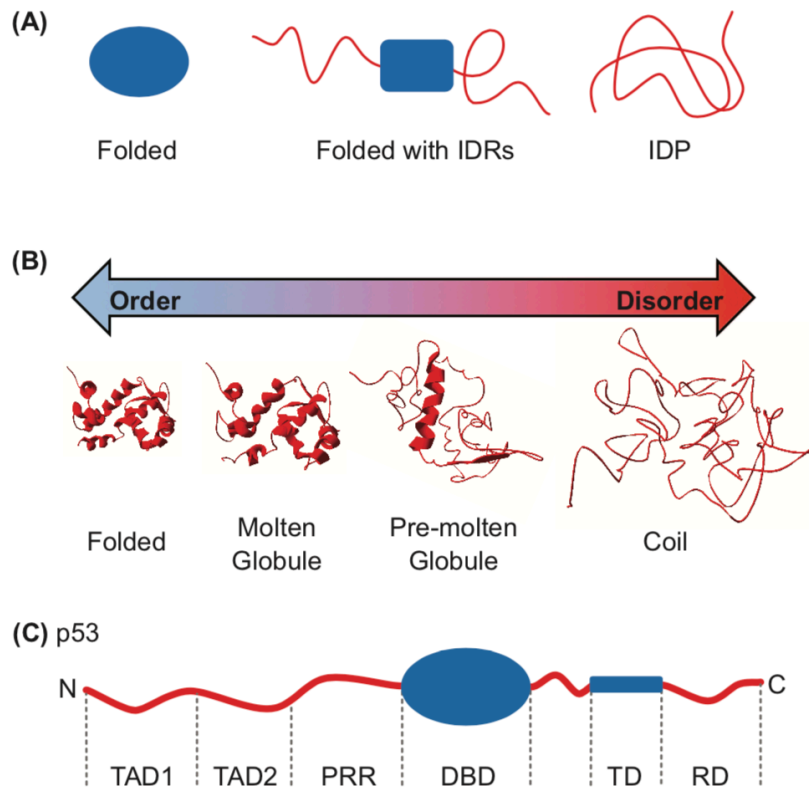 (A)
Folded
Folded with IDRs
IDP
(B)
Order
Disorder
Folded
Molten
Globule
Pre-molten
Globule
Coil
(C) p53
N
C
TAD1
TAD2
PRR
DBD
TD
RD